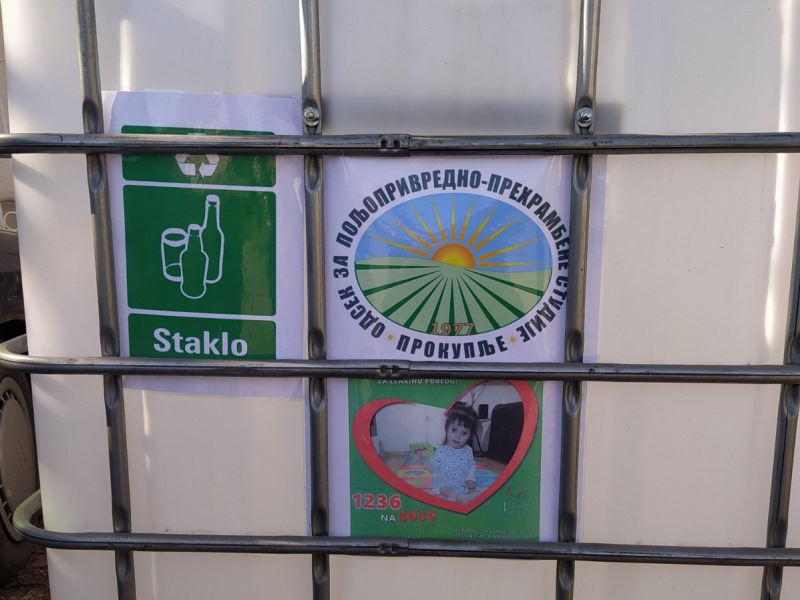 Staklo
ОДСЕК ЗА ПОЉОПРИВРЕДНО-ПРЕХРАМБЕНЕ СТУДИЈЕ
1977
ПРОКУПЉЕ
ZA LENKINU POBEDU!
1236
NA 3030